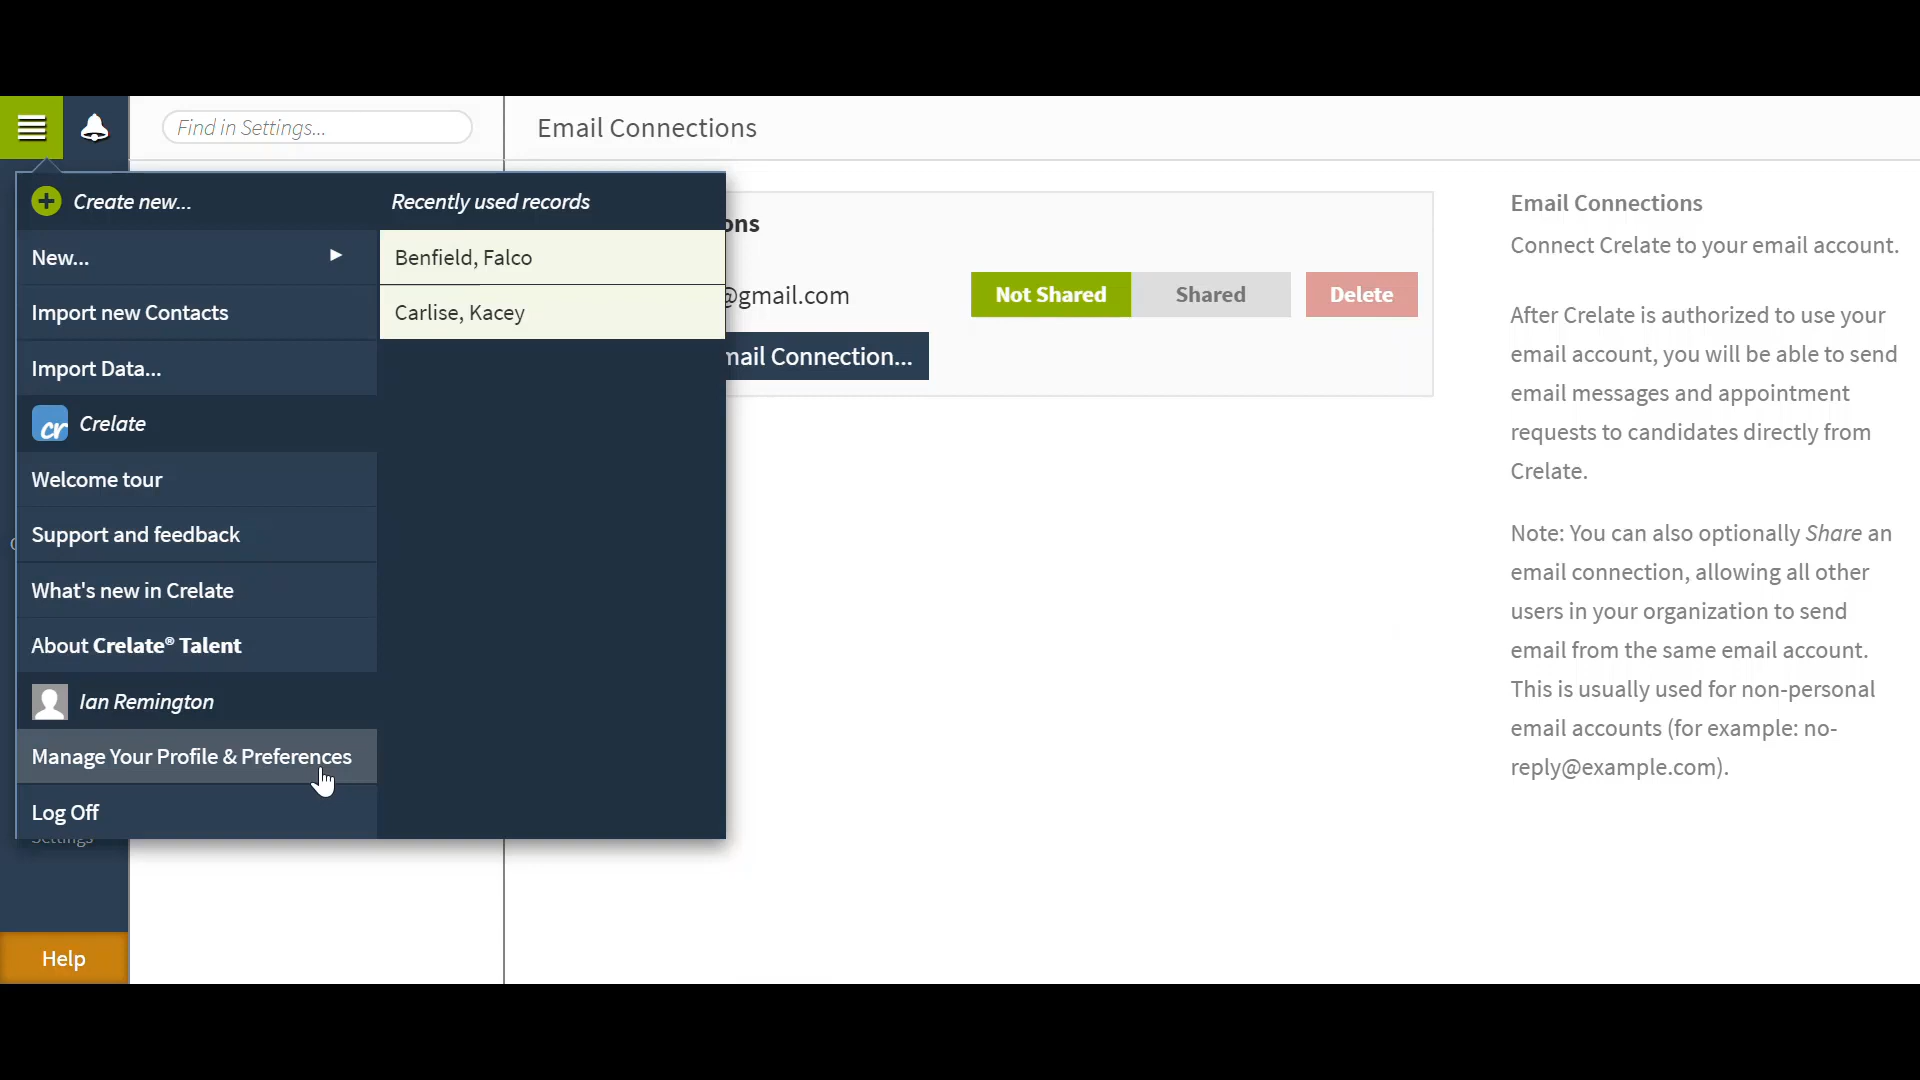 Find in Settings...
Email Connections
Create new...
Recently used records
New...
Benfield, Falco
Import new Contacts
Carlise, Kacey
Import Data...
Crelate
Welcome tour
Support and feedback
What's new in Crelate
About Crelate® Talent
Ian Remington
Manage Your Profile & Preferences
Log Off
Settings
Help
ons
@gmail.com
Not Shared
Shared
Delete
mail Connection...
Email Connections
Connect Crelate to your email account.
After Crelate is authorized to use your
email account, you will be able to send
email messages and appointment
requests to candidates directly from
Crelate.
Note: You can also optionally Share an
email connection, allowing all other
users in your organization to send
email from the same email account.
This is usually used for non-personal
email accounts (for example: no-
reply@example.com).